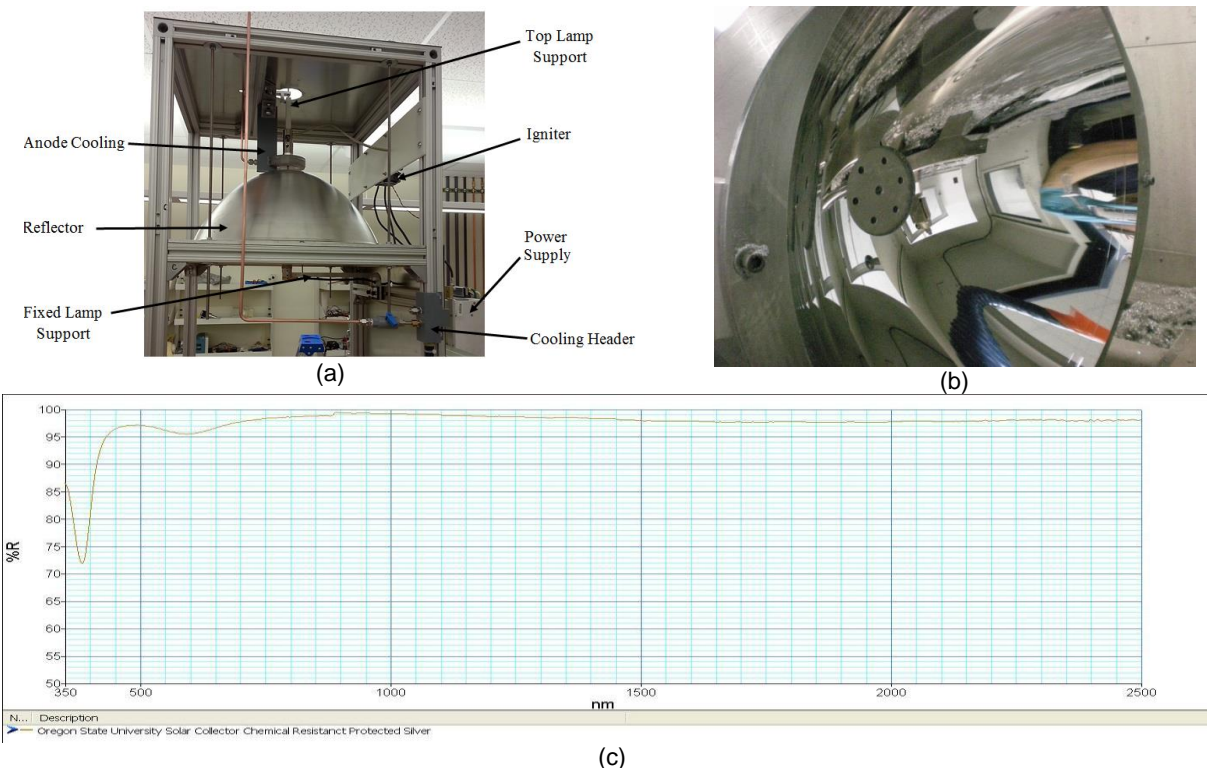 Top Lamp
Support
Anode Cooling
Igniter
Reflector
Power
Supply
Fixed Lamp
Support
Cooling Header
(a)
(b)
100
95
90
85
80
75
70
65
60
55
50
%R
350
500
1000
1500
2000
2500
nm
N... Description
Oregon State University Solar Collector Chemical Resistanct Protected Silver
(c)